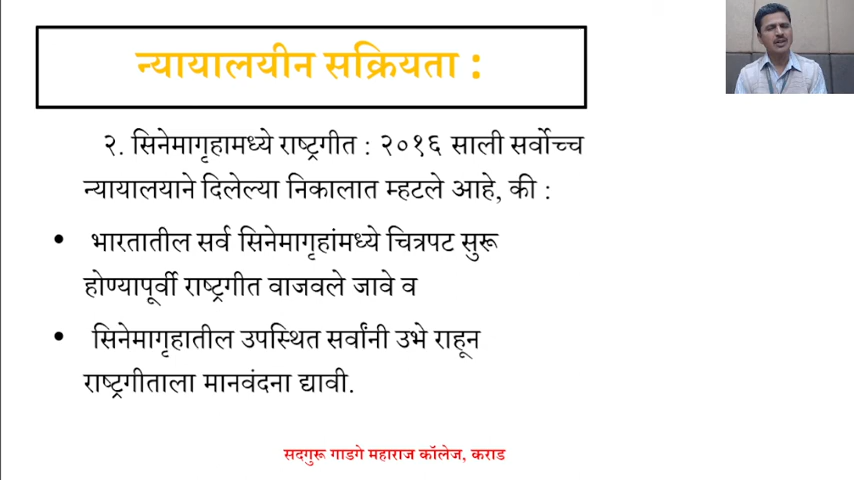 न्यायालयीन सक्रियता :
२. सिनेमागृहामध्ये राष्ट्रगीत : २०१६ साली सर्वोच्च
न्यायालयाने दिलेल्या निकालात म्हटले आहे, की :
• भारतातील सर्व सिनेमागृहांमध्ये चित्रपट सुरू
होण्यापूर्वी राष्ट्रगीत वाजवले जावे व
• सिनेमागृहातील उपस्थित सर्वांनी उभे राहून
राष्ट्रगीताला मानवंदना द्यावी.
सदगुरू गाडगे महाराज कॉलेज, कराड